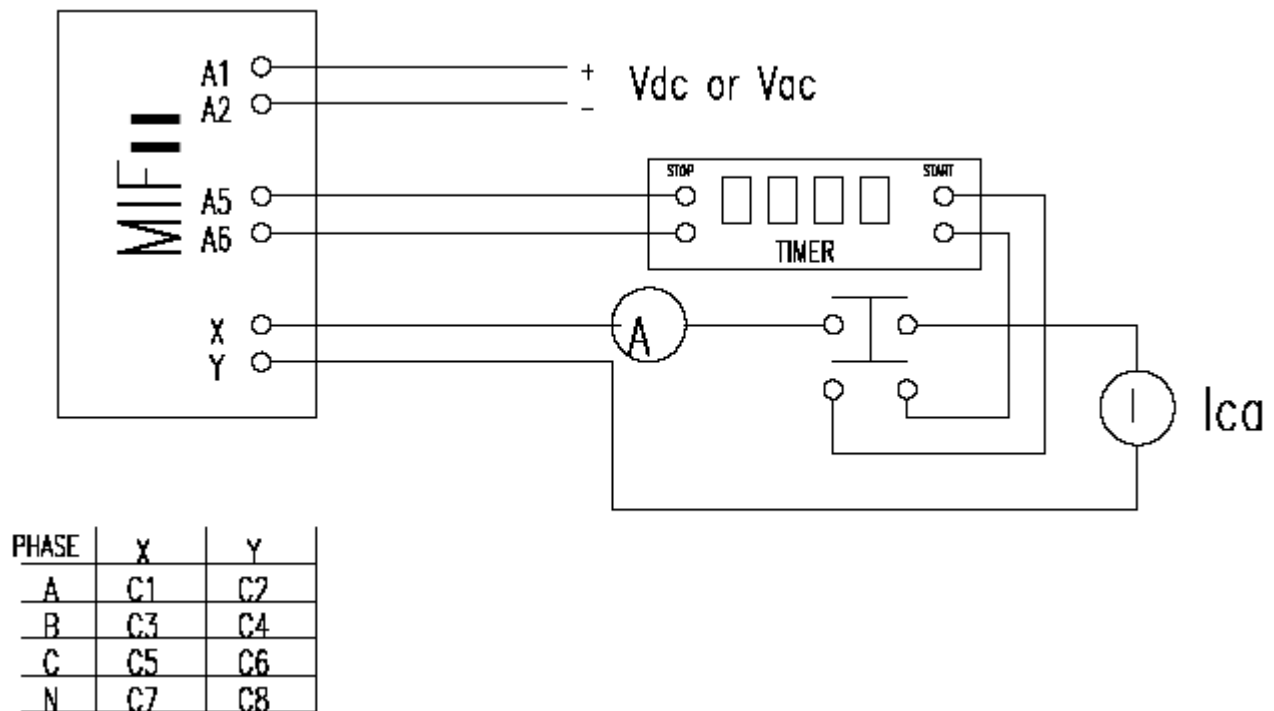 A1
+ Vdc or Vac
A2
-
MIFII
STOP
START
A5
A6
TIMER
X
A
Y
I
Ica
PHASE X Y
A C1 C2
B C3 C4
C C5 C6
N C7 C8